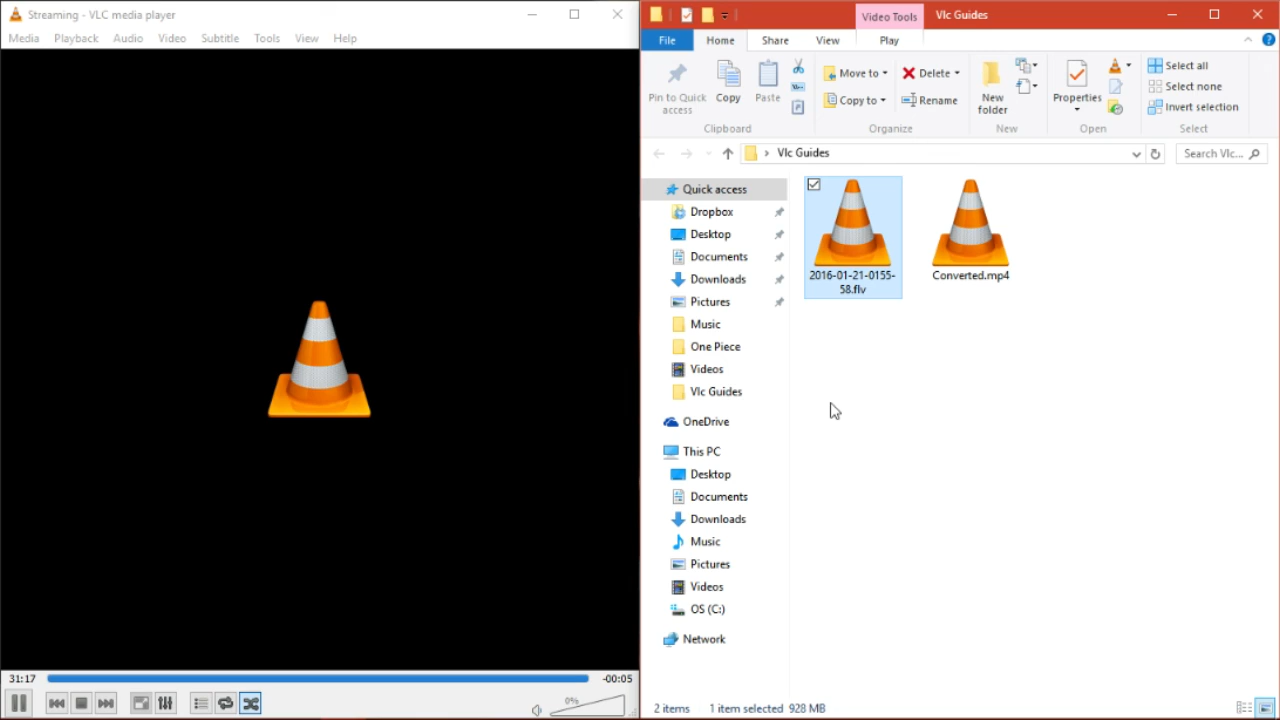 Streaming - VLC media player
Media Playback Audio Video Subtitle Tools View Help
31:17 -00:05
0%
Video Tools Vlc Guides
File Home Share View Play
Pin to Quick access
Copy
Paste
Clipboard
Move to
Copy to
Delete
Rename
Organize
New folder
New
Properties
Open
Select all
Select none
Invert selection
Select
Vlc Guides
Search Vlc...
Quick access
Dropbox
Desktop
Documents
Downloads
Pictures
Music
One Piece
Videos
Vlc Guides
OneDrive
This PC
Desktop
Documents
Downloads
Music
Pictures
Videos
OS (C:)
Network
2016-01-21-0155-
58.flv
Converted.mp4
2 items 1 item selected 928 MB